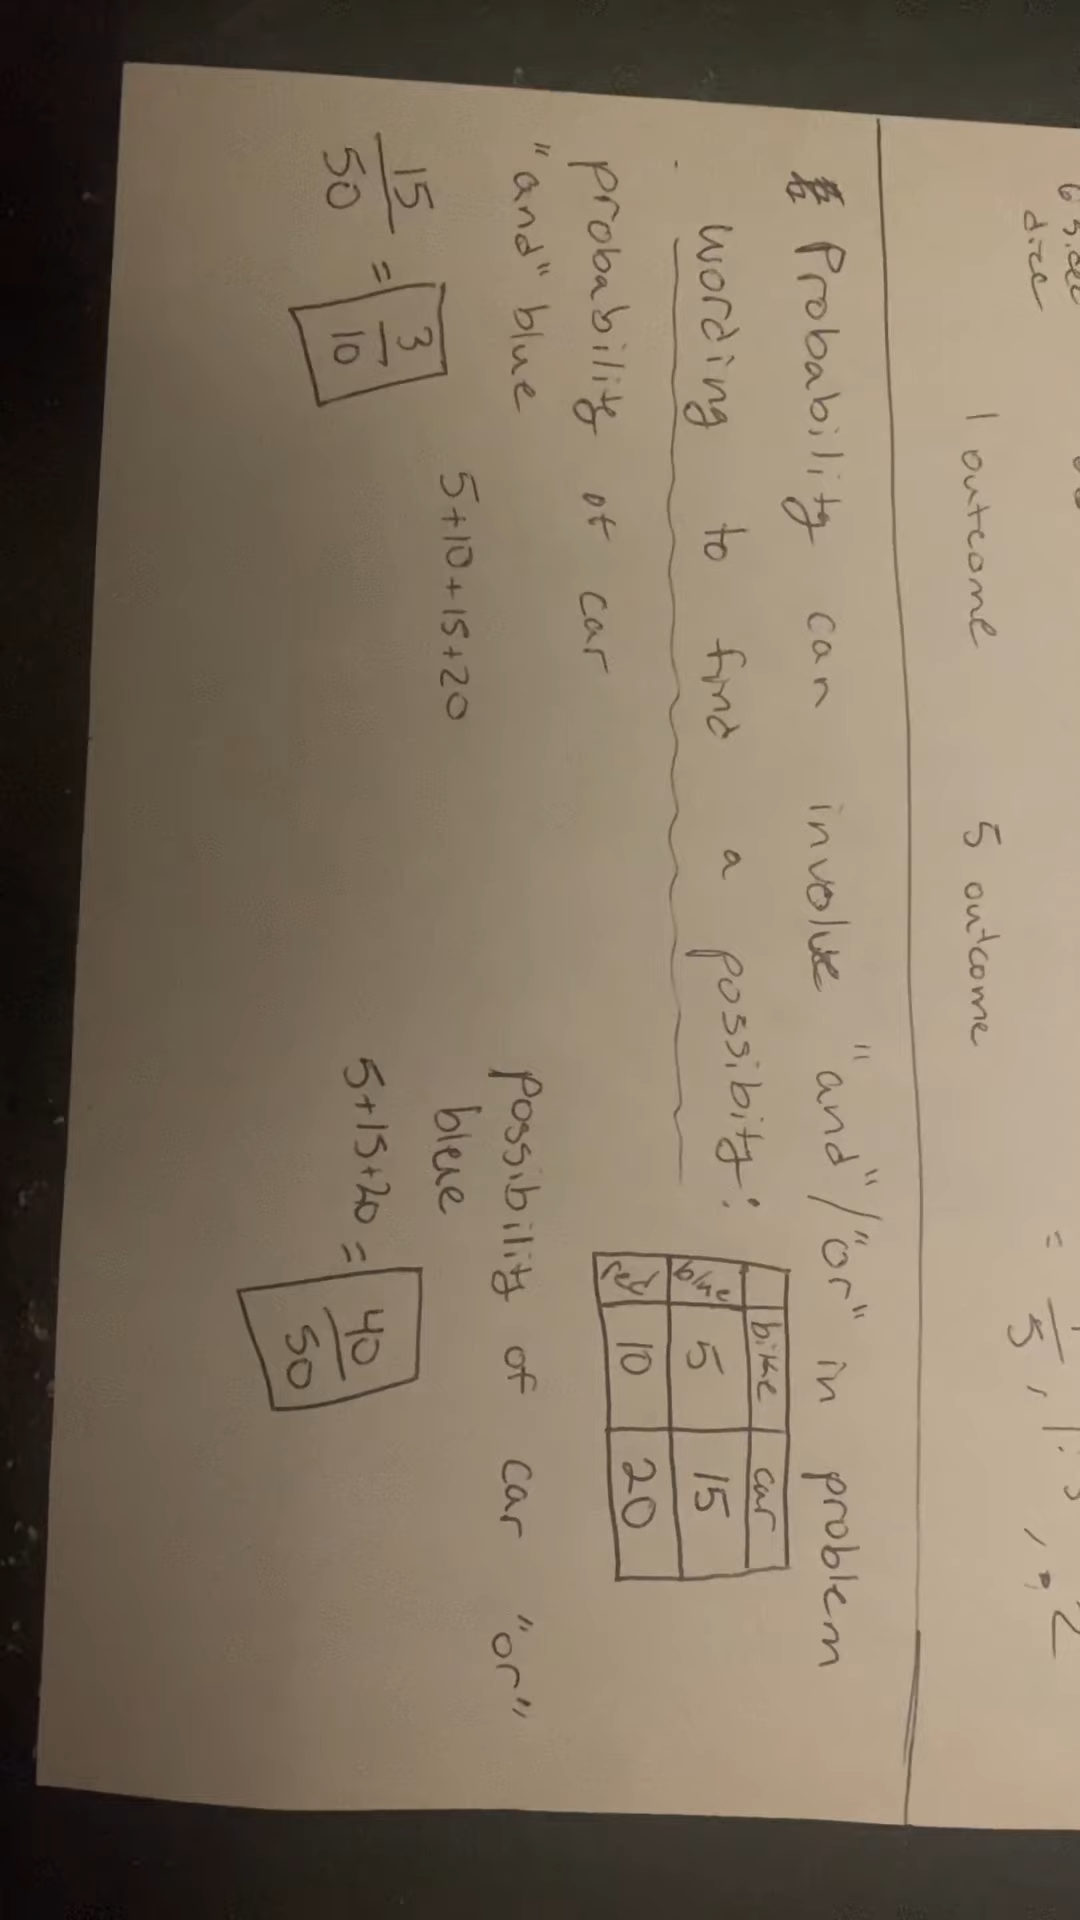 6 sided
dice
1 outcome 5 outcome
Probability can involve "and"/"or" in problem
wording to find a possibity:
bike car
blue 5 15
red 10 20
probability of car
"and" blue
5+10+15+20
15/50 = 3/10
possibility of car "or"
blue
5+15+20 = 40/50